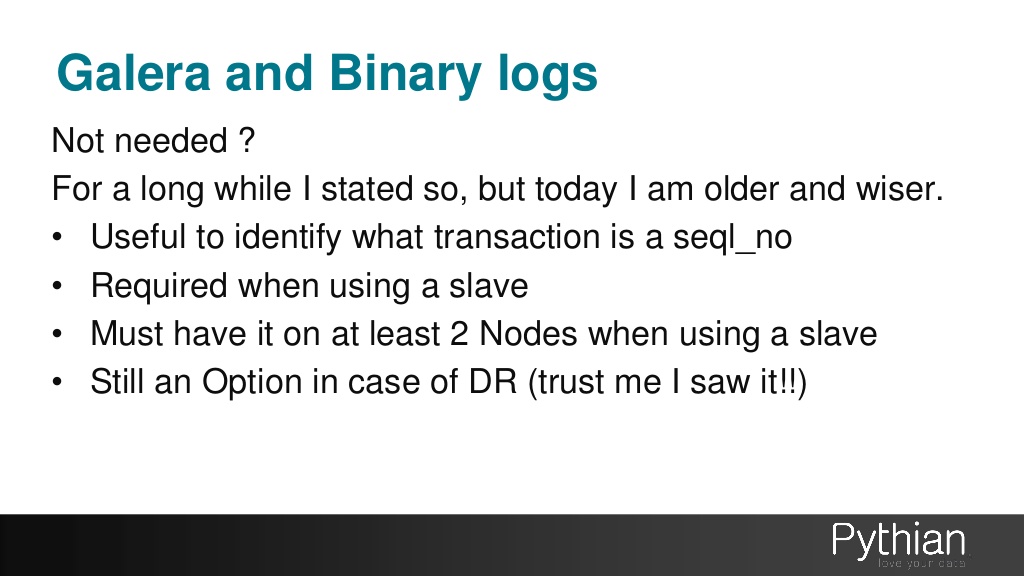 Galera and Binary logs
Not needed ?
For a long while I stated so, but today I am older and wiser.
• Useful to identify what transaction is a seql_no
• Required when using a slave
• Must have it on at least 2 Nodes when using a slave
• Still an Option in case of DR (trust me I saw it!!)
Pythian
love your data